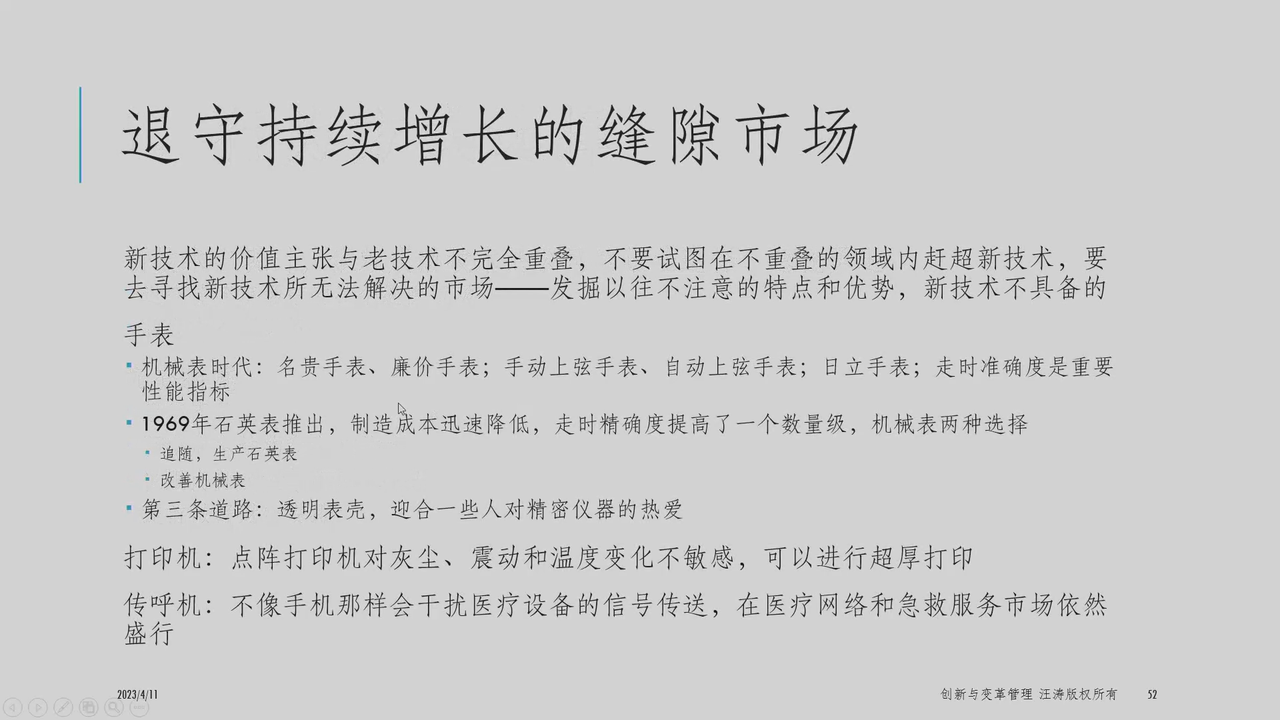 退守持续增长的缝隙市场
新技术的价值主张与老技术不完全重叠，不要试图在不重叠的领域内赶超新技术，要
去寻找新技术所无法解决的市场——发掘以往不注意的特点和优势，新技术不具备的
手表
机械表时代：名贵手表、廉价手表；手动上弦手表、自动上弦手表；日立手表；走时准确度是重要
性能指标
1969年石英表推出，制造成本迅速降低，走时精确度提高了一个数量级，机械表两种选择
追随，生产石英表
改善机械表
第三条道路：透明表壳，迎合一些人对精密仪器的热爱
打印机：点阵打印机对灰尘、震动和温度变化不敏感，可以进行超厚打印
传呼机：不像手机那样会干扰医疗设备的信号传送，在医疗网络和急救服务市场依然
盛行
2023/4/11
创新与变革管理 汪涛版权所有
52